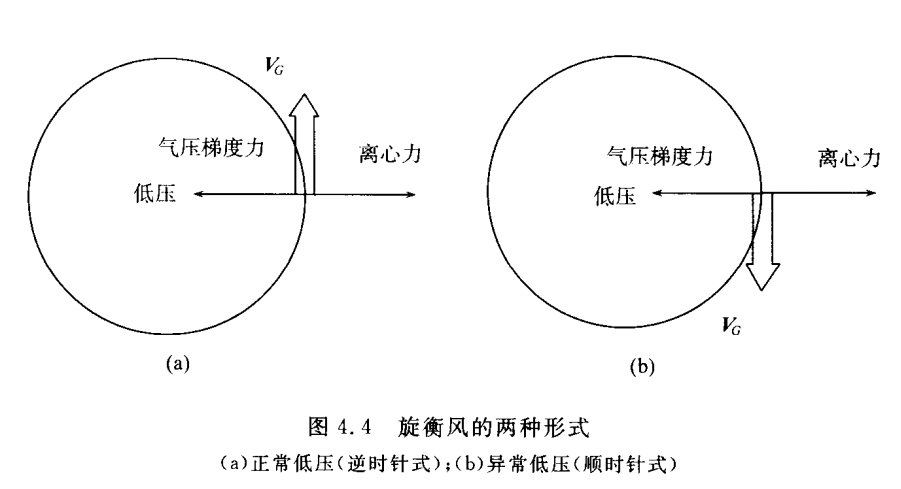 V_G
气压梯度力 离心力
低压
(a)
气压梯度力 离心力
低压
V_G
(b)
图 4.4 旋衡风的两种形式
(a)正常低压(逆时针式);(b)异常低压(顺时针式)